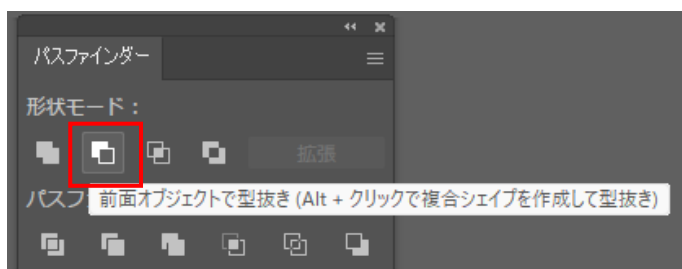 パスファインダー
形状モード：
拡張
パスフ
前面オブジェクトで型抜き (Alt + クリックで複合シェイプを作成して型抜き)